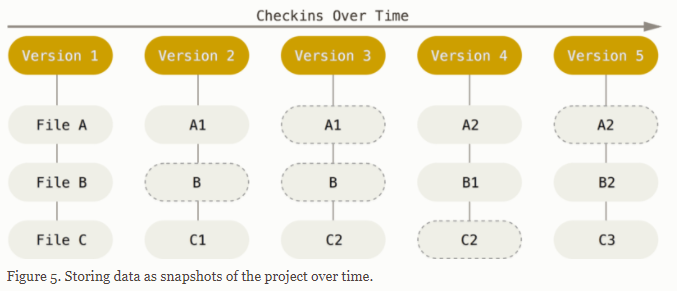 Checkins Over Time
Version 1 Version 2 Version 3 Version 4 Version 5
File A A1 A1 A2 A2
File B B B B1 B2
File C C1 C2 C2 C3
Figure 5. Storing data as snapshots of the project over time.